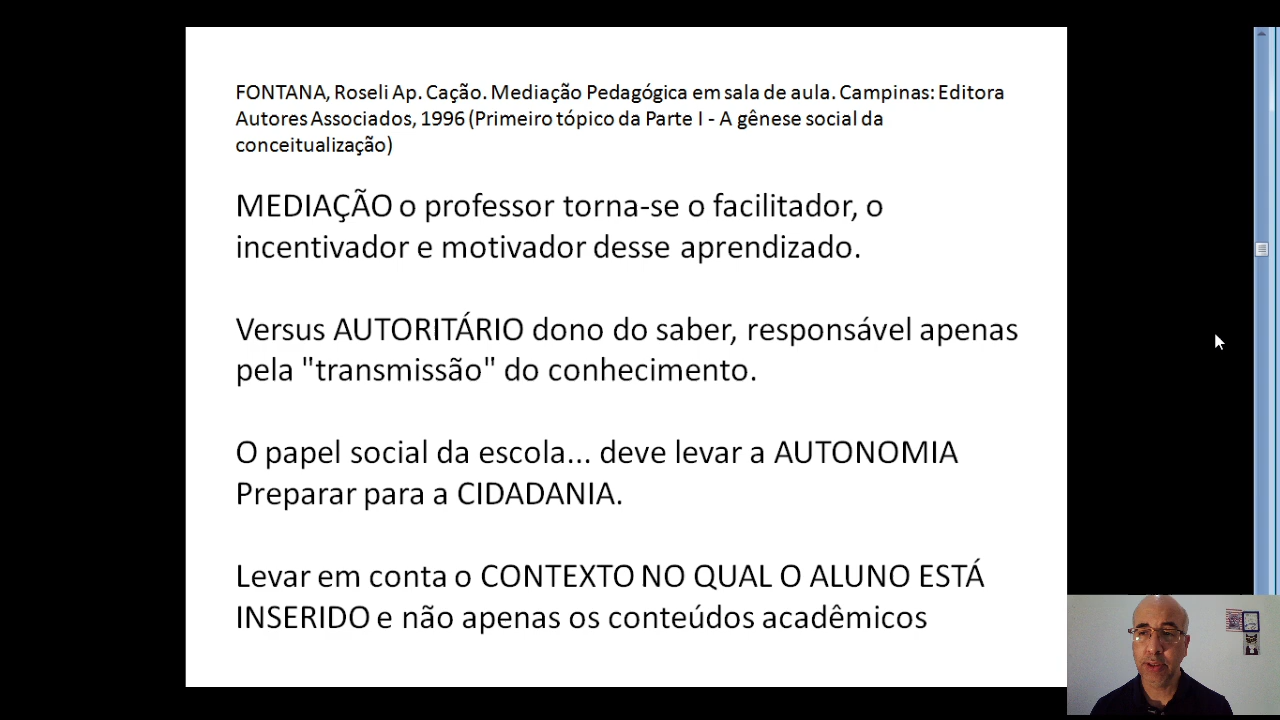 FONTANA, Roseli Ap. Cação. Mediação Pedagógica em sala de aula. Campinas: Editora
Autores Associados, 1996 (Primeiro tópico da Parte I - A gênese social da
conceitualização)
MEDIAÇÃO o professor torna-se o facilitador, o
incentivador e motivador desse aprendizado.
Versus AUTORITÁRIO dono do saber, responsável apenas
pela "transmissão" do conhecimento.
O papel social da escola... deve levar a AUTONOMIA
Preparar para a CIDADANIA.
Levar em conta o CONTEXTO NO QUAL O ALUNO ESTÁ
INSERIDO e não apenas os conteúdos acadêmicos